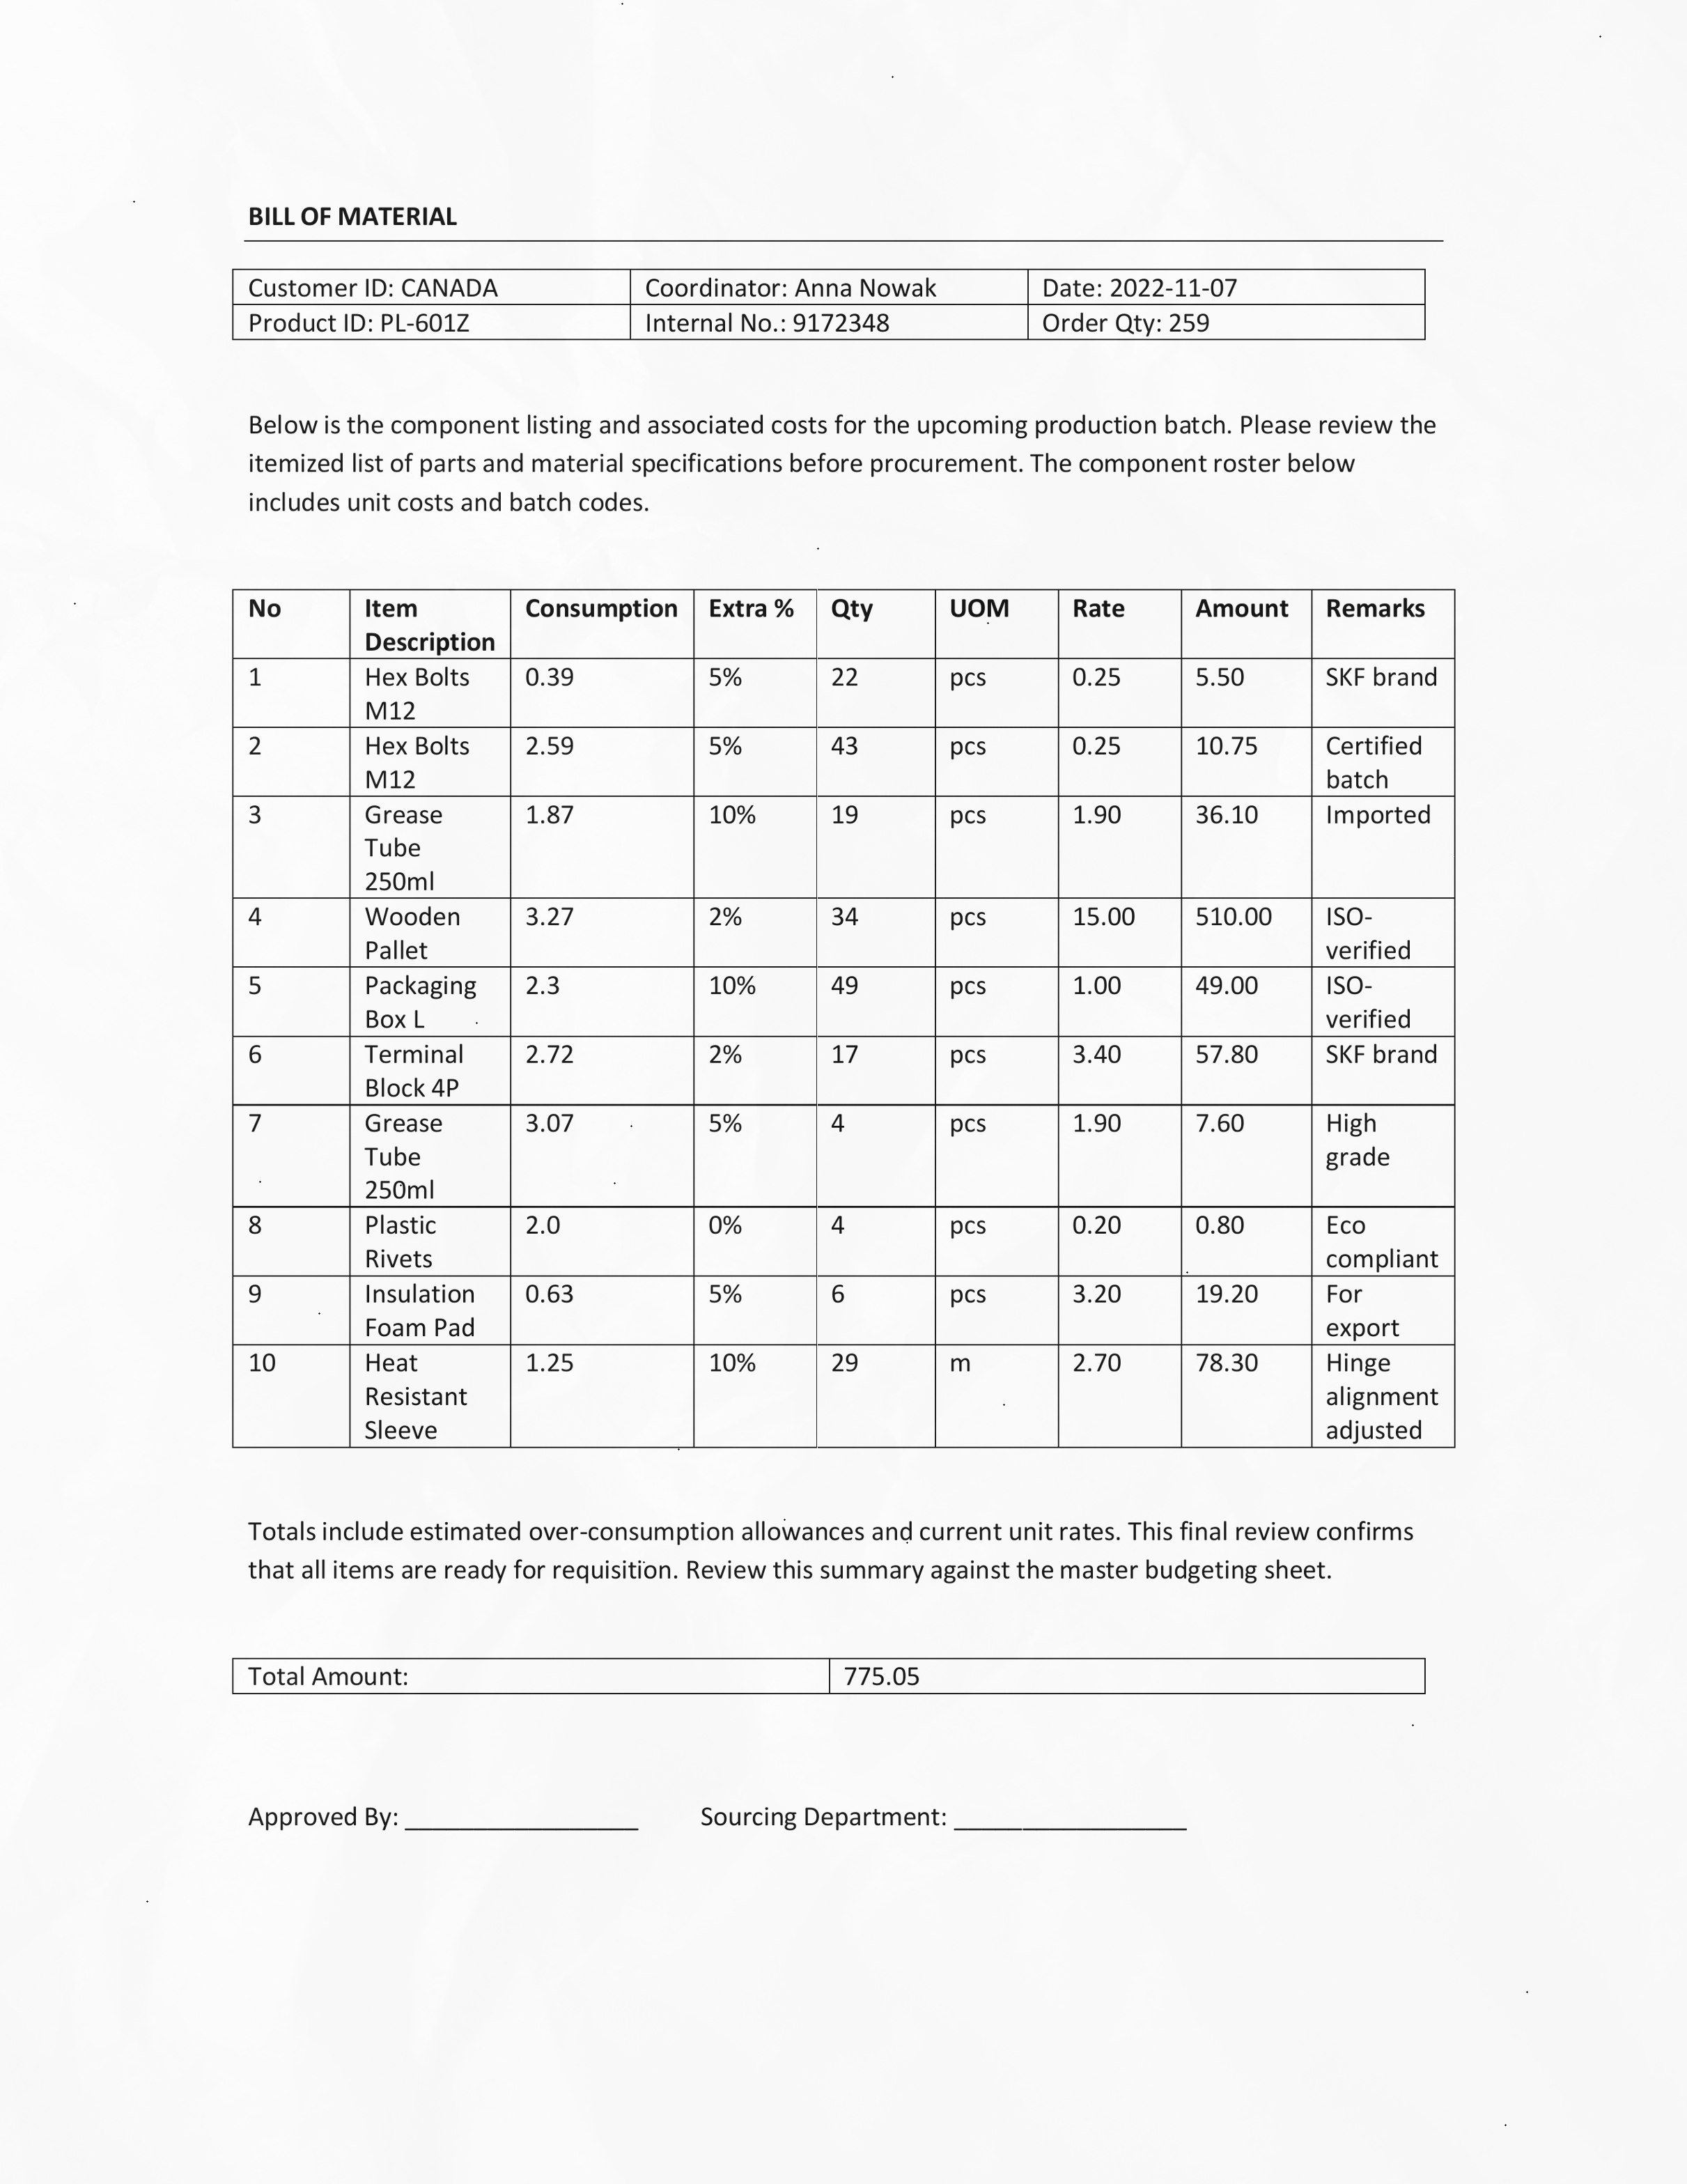 BILL OF MATERIAL
Customer ID: CANADA Coordinator: Anna Nowak Date: 2022-11-07
Product ID: PL-601Z Internal No.: 9172348 Order Qty: 259
Below is the component listing and associated costs for the upcoming production batch. Please review the
itemized list of parts and material specifications before procurement. The component roster below
includes unit costs and batch codes.
No Item Consumption Extra % Qty UOM Rate Amount Remarks
Description
1 Hex Bolts 0.39 5% 22 pcs 0.25 5.50 SKF brand
M12
2 Hex Bolts 2.59 5% 43 pcs 0.25 10.75 Certified
M12 batch
3 Grease 1.87 10% 19 pcs 1.90 36.10 Imported
Tube
250ml
4 Wooden 3.27 2% 34 pcs 15.00 510.00 ISO-
Pallet verified
5 Packaging 2.3 10% 49 pcs 1.00 49.00 ISO-
Box L verified
6 Terminal 2.72 2% 17 pcs 3.40 57.80 SKF brand
Block 4P
7 Grease 3.07 5% 4 pcs 1.90 7.60 High
Tube grade
250ml
8 Plastic 2.0 0% 4 pcs 0.20 0.80 Eco
Rivets compliant
9 Insulation 0.63 5% 6 pcs 3.20 19.20 For
Foam Pad export
10 Heat 1.25 10% 29 m 2.70 78.30 Hinge
Resistant alignment
Sleeve adjusted
Totals include estimated over-consumption allowances and current unit rates. This final review confirms
that all items are ready for requisition. Review this summary against the master budgeting sheet.
Total Amount: 775.05
Approved By: _________________ Sourcing Department: _________________